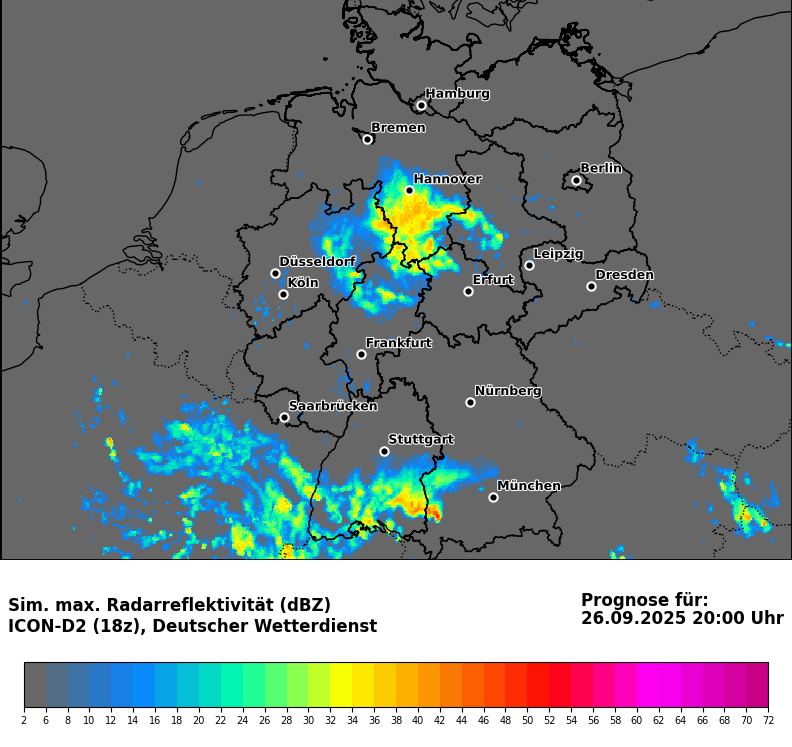 Hamburg
Bremen
Berlin
Hannover
Leipzig
Düsseldorf
Dresden
Erfurt
Köln
Frankfurt
Nürnberg
Saarbrücken
Stuttgart
München
Sim. max. Radarreflektivität (dBZ)
ICON-D2 (18z), Deutscher Wetterdienst
Prognose für:
26.09.2025 20:00 Uhr
2 6 8 10 12 14 16 18 20 22 24 26 28 30 32 34 36 38 40 42 44 46 48 50 52 54 56 58 60 62 64 66 68 70 72